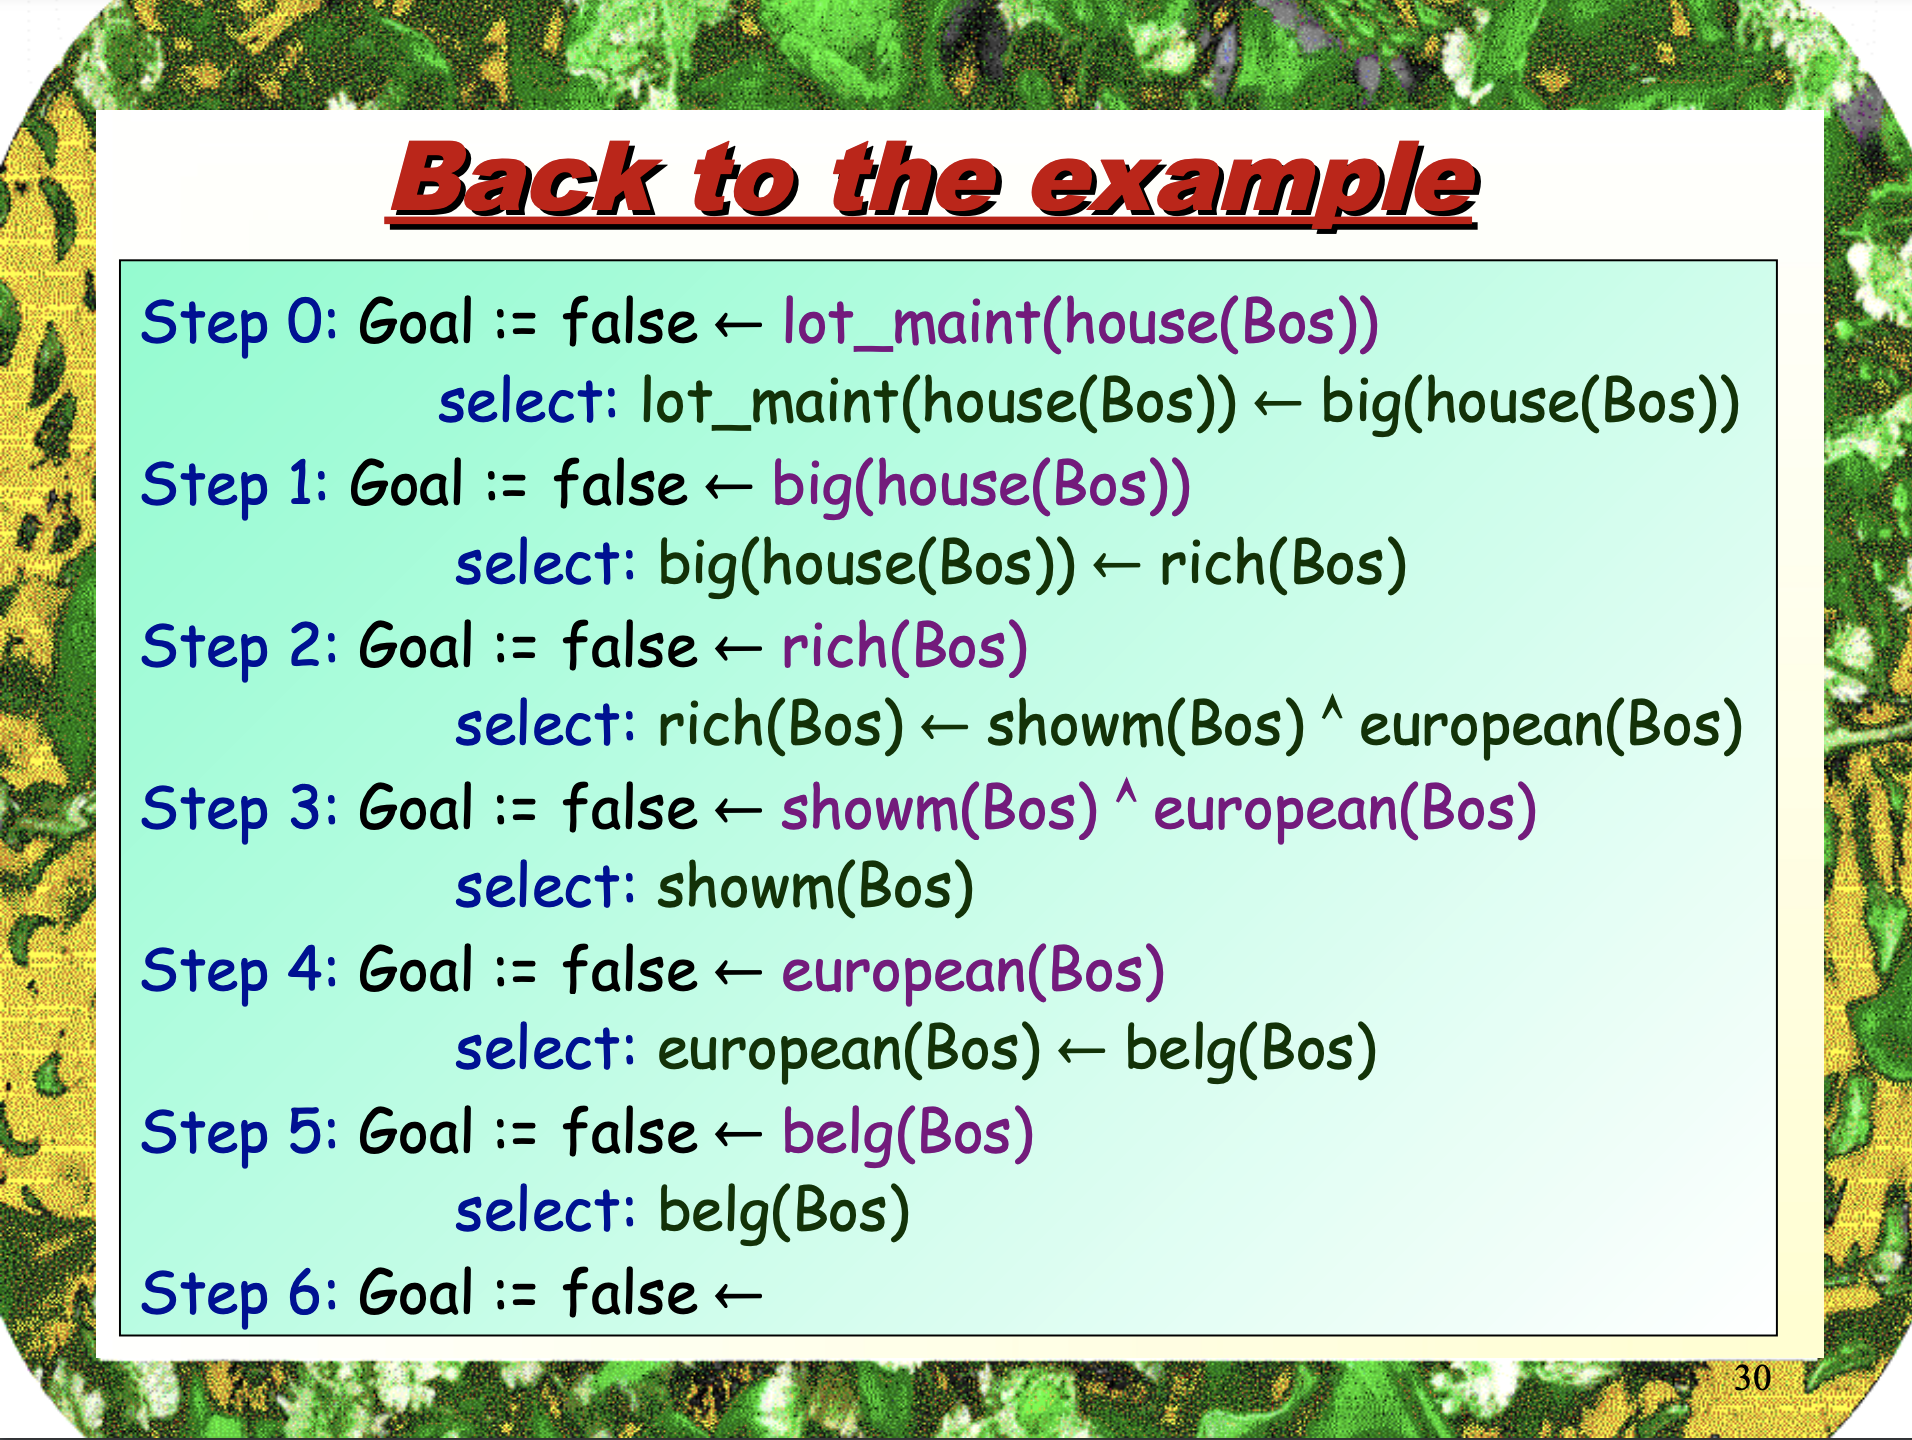 Back to the example
Step 0: Goal := false ← lot_maint(house(Bos))
select: lot_maint(house(Bos)) ← big(house(Bos))
Step 1: Goal := false ← big(house(Bos))
select: big(house(Bos)) ← rich(Bos)
Step 2: Goal := false ← rich(Bos)
select: rich(Bos) ← showm(Bos) ^ european(Bos)
Step 3: Goal := false ← showm(Bos) ^ european(Bos)
select: showm(Bos)
Step 4: Goal := false ← european(Bos)
select: european(Bos) ← belg(Bos)
Step 5: Goal := false ← belg(Bos)
select: belg(Bos)
Step 6: Goal := false ←
30